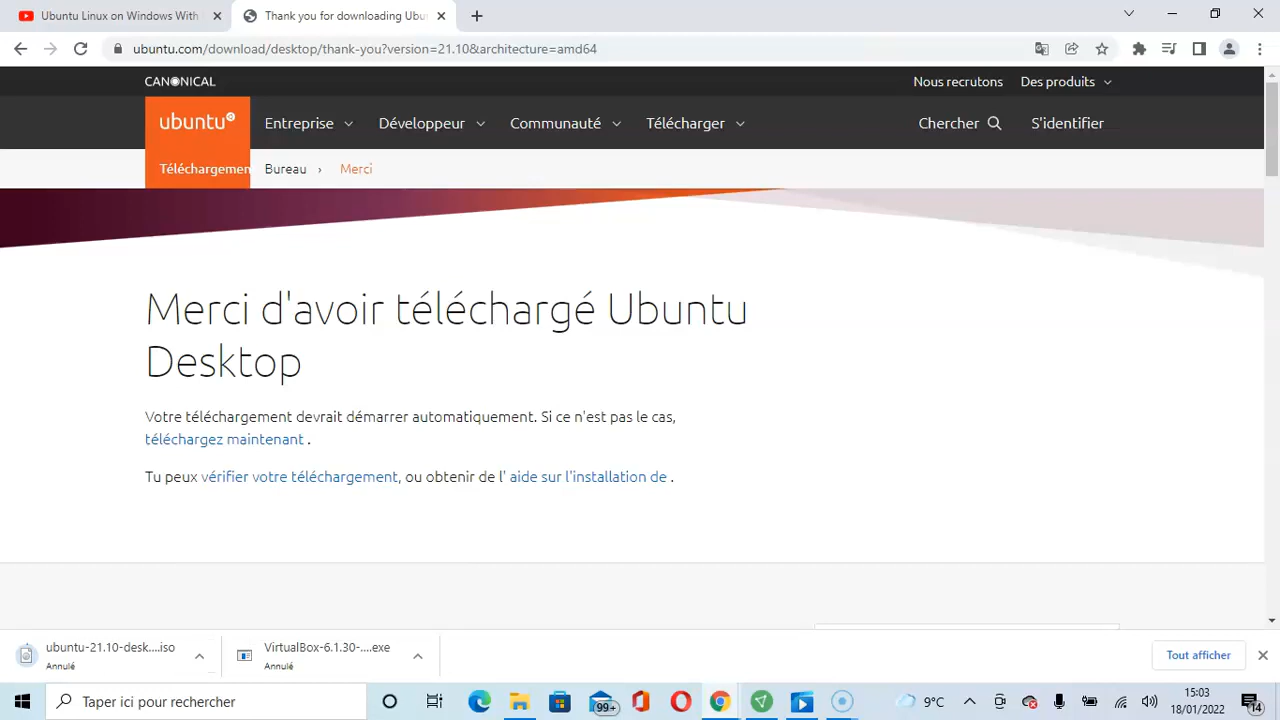 Ubuntu Linux on Windows With
Thank you for downloading Ubu
ubuntu.com/download/desktop/thank-you?version=21.10&architecture=amd64
CANONICAL
Nous recrutons
Des produits
ubuntu
Entreprise
Développeur
Communauté
Télécharger
Chercher
S'identifier
Téléchargemen
Bureau
Merci
Merci d'avoir téléchargé Ubuntu
Desktop
Votre téléchargement devrait démarrer automatiquement. Si ce n'est pas le cas,
téléchargez maintenant .
Tu peux vérifier votre téléchargement, ou obtenir de l' aide sur l'installation de .
ubuntu-21.10-desk....iso
Annulé
VirtualBox-6.1.30-....exe
Annulé
Tout afficher
Taper ici pour rechercher
99+
9°C
15:03
18/01/2022
14